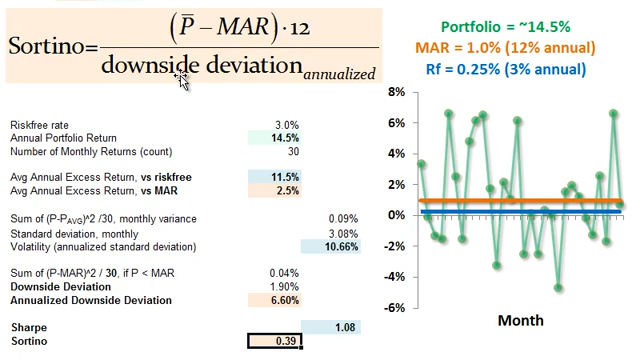 Sortino= (P̅ – MAR) · 12
downside deviation annualized
Portfolio = ~14.5%
MAR = 1.0% (12% annual)
Rf = 0.25% (3% annual)
Riskfree rate 3.0%
Annual Portfolio Return 14.5%
Number of Monthly Returns (count) 30
Avg Annual Excess Return, vs riskfree 11.5%
Avg Annual Excess Return, vs MAR 2.5%
Sum of (P-PAVG)^2 /30, monthly variance 0.09%
Standard deviation, monthly 3.08%
Volatility (annualized standard deviation) 10.66%
Sum of (P-MAR)^2 / 30, if P < MAR 0.04%
Downside Deviation 1.90%
Annualized Downside Deviation 6.60%
Sharpe 1.08
Sortino 0.39
8%
6%
4%
2%
0%
-2%
-4%
-6%
Month